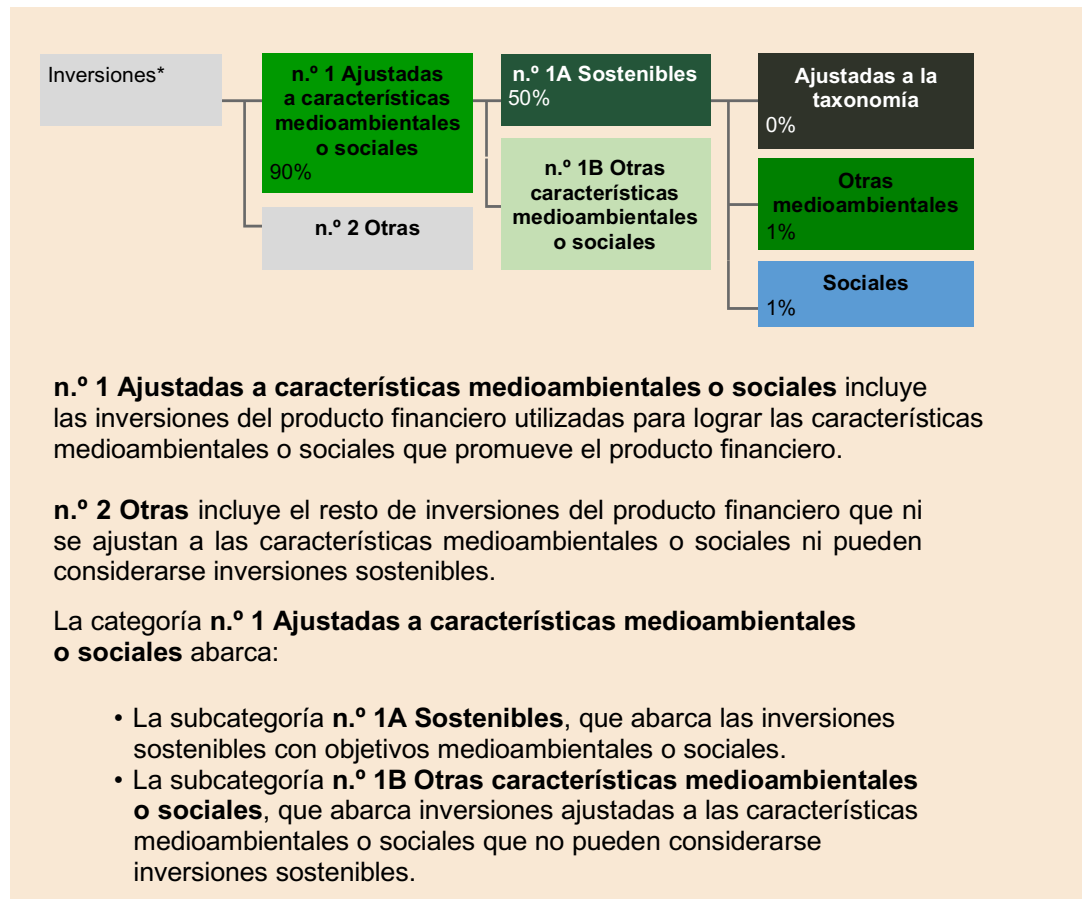 Inversiones*
n.º 1 Ajustadas
a características
medioambientales
o sociales
90%
n.º 2 Otras
n.º 1A Sostenibles
50%
n.º 1B Otras
características
medioambientales
o sociales
Ajustadas a la
taxonomía
0%
Otras
medioambientales
1%
Sociales
1%
n.º 1 Ajustadas a características medioambientales o sociales incluye
las inversiones del producto financiero utilizadas para lograr las características
medioambientales o sociales que promueve el producto financiero.
n.º 2 Otras incluye el resto de inversiones del producto financiero que ni
se ajustan a las características medioambientales o sociales ni pueden
considerarse inversiones sostenibles.
La categoría n.º 1 Ajustadas a características medioambientales
o sociales abarca:
• La subcategoría n.º 1A Sostenibles, que abarca las inversiones
sostenibles con objetivos medioambientales o sociales.
• La subcategoría n.º 1B Otras características medioambientales
o sociales, que abarca inversiones ajustadas a las características
medioambientales o sociales que no pueden considerarse
inversiones sostenibles.